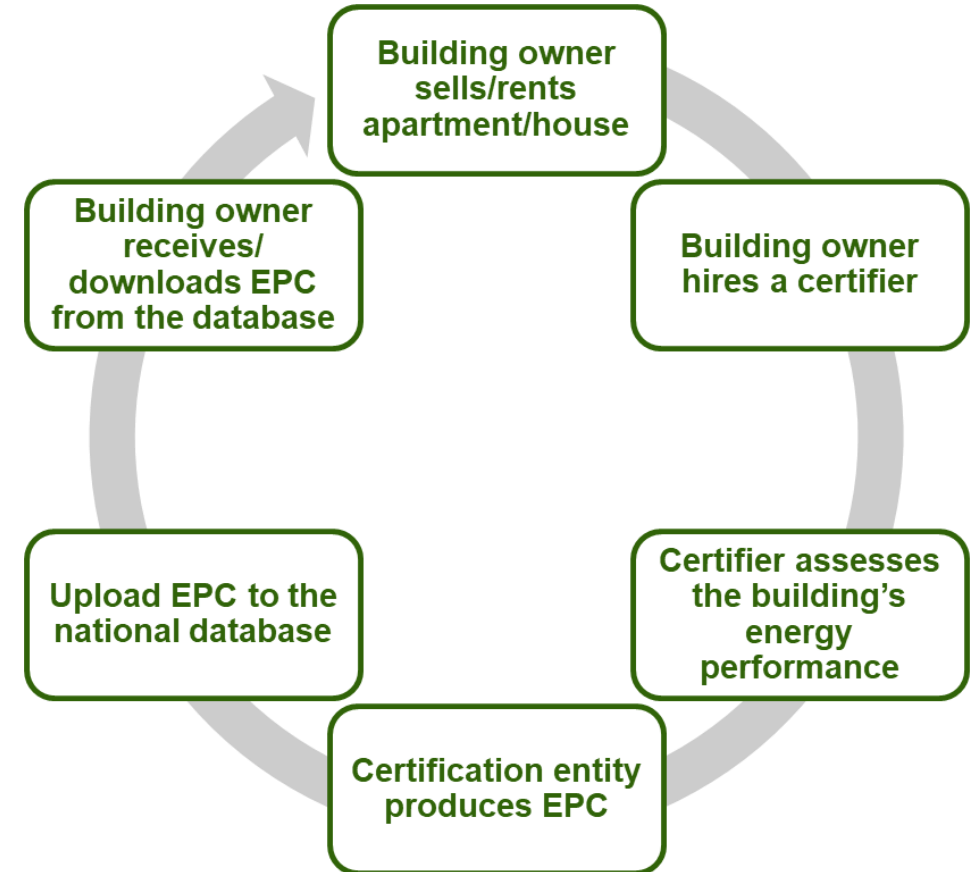 Building owner
sells/rents
apartment/house
Building owner
hires a certifier
Certifier assesses
the building’s
energy
performance
Certification entity
produces EPC
Upload EPC to the
national database
Building owner
receives/
downloads EPC
from the database